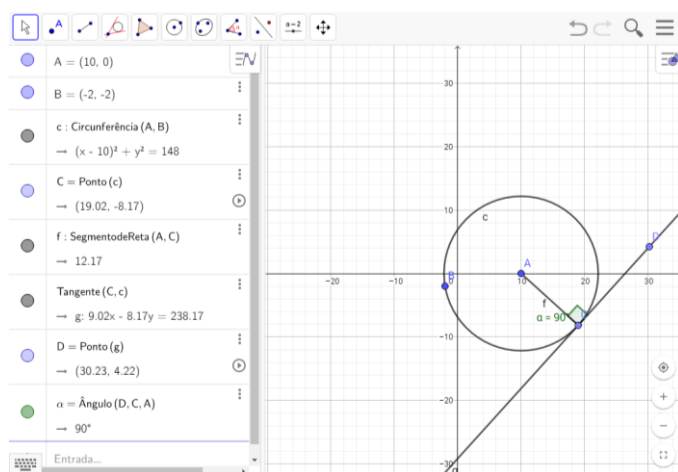 A
a=2
A = (10, 0)
B = (-2, -2)
c : Circunferência (A, B)
→ (x - 10)² + y² = 148
C = Ponto (c)
→ (19.02, -8.17)
f : SegmentodeReta (A, C)
→ 12.17
Tangente (C, c)
→ g: 9.02x - 8.17y = 238.17
D = Ponto (g)
→ (30.23, 4.22)
α = Ângulo (D, C, A)
→ 90°
Entrada...
30
20
10
c
D
A
-20
-10
0
10
20
30
B
f
α = 90°
-10
-20
-30